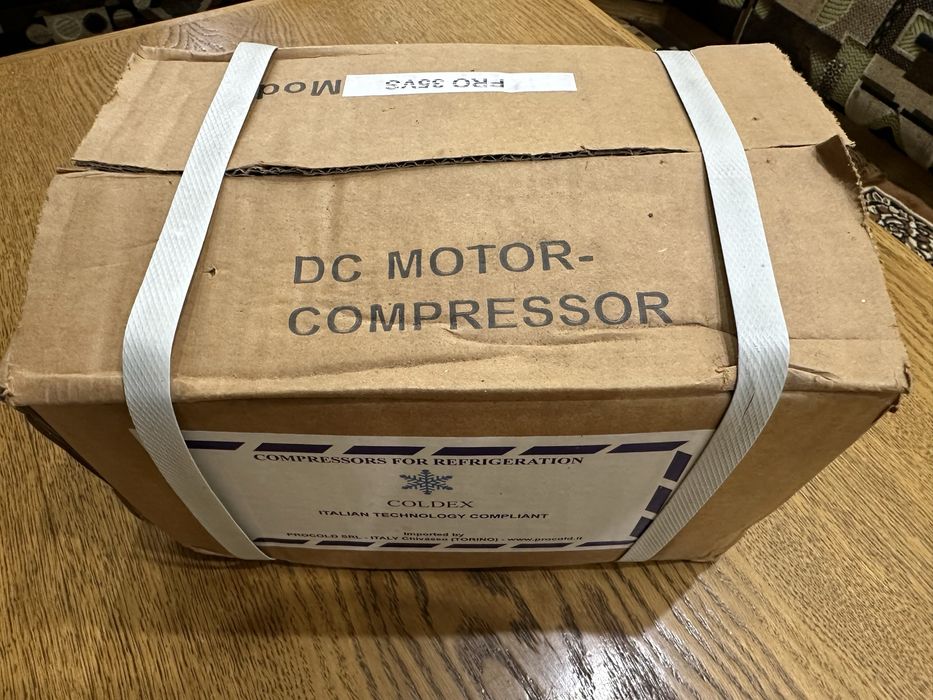 Mod
PRO 35VS
DC MOTOR-
COMPRESSOR
COMPRESSORS FOR REFRIGERATION
COLDEX
ITALIAN TECHNOLOGY COMPLIANT
Imported by
PROCOLD SRL - ITALY Chivasso (TORINO) - www.procold.it